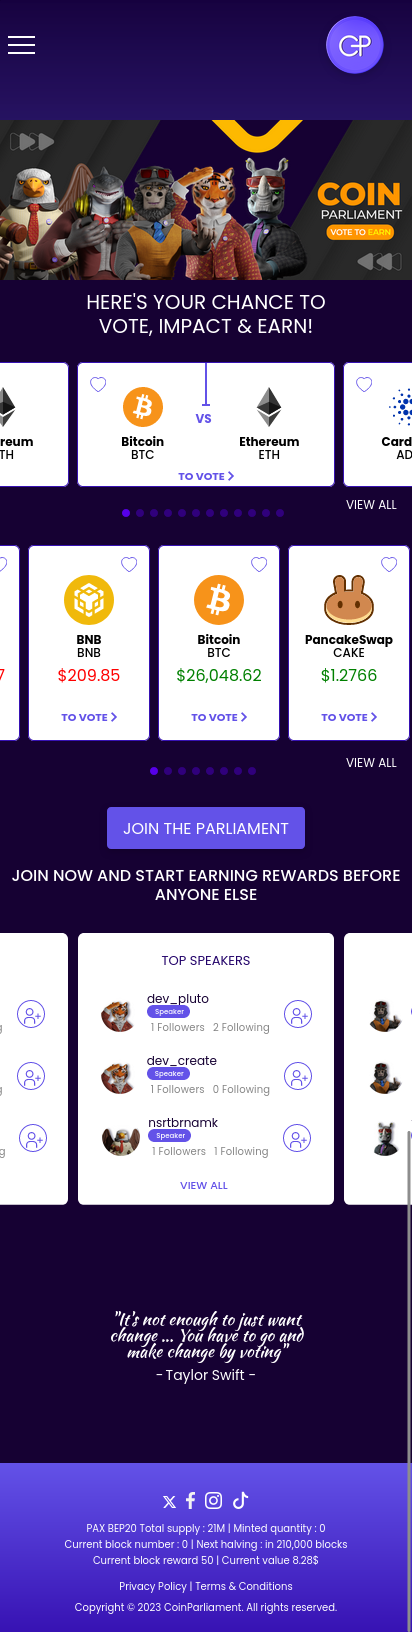 GP
COIN
PARLIAMENT
VOTE TO EARN
HERE'S YOUR CHANCE TO
VOTE, IMPACT & EARN!
reum
TH
Bitcoin
BTC
VS
Ethereum
ETH
TO VOTE
Card
AD
VIEW ALL
7
BNB
BNB
$209.85
TO VOTE
Bitcoin
BTC
$26,048.62
TO VOTE
PancakeSwap
CAKE
$1.2766
TO VOTE
VIEW ALL
JOIN THE PARLIAMENT
JOIN NOW AND START EARNING REWARDS BEFORE
ANYONE ELSE
TOP SPEAKERS
dev_pluto
Speaker
g
1 Followers 2 Following
dev_create
Speaker
g
1 Followers 0 Following
nsrtbrnamk
Speaker
g
1 Followers 1 Following
VIEW ALL
"It's not enough to just want
change ... You have to go and
make change by voting"
- Taylor Swift -
PAX BEP20 Total supply : 21M | Minted quantity : 0
Current block number : 0 | Next halving : in 210,000 blocks
Current block reward 50 | Current value 8.28$
Privacy Policy | Terms & Conditions
Copyright © 2023 CoinParliament. All rights reserved.